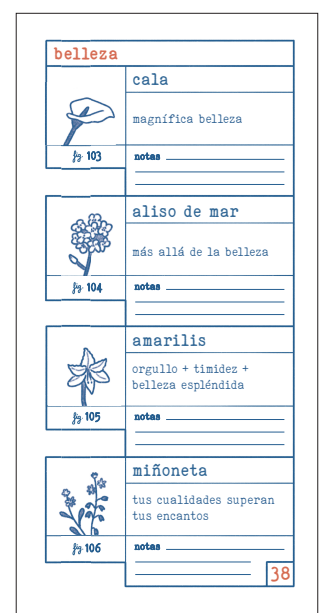 belleza
cala
magnífica belleza
fig 103
notas
aliso de mar
más allá de la belleza
fig 104
notas
amarilis
orgullo + timidez +
belleza espléndida
fig 105
notas
miñoneta
tus cualidades superan
tus encantos
fig 106
notas
38